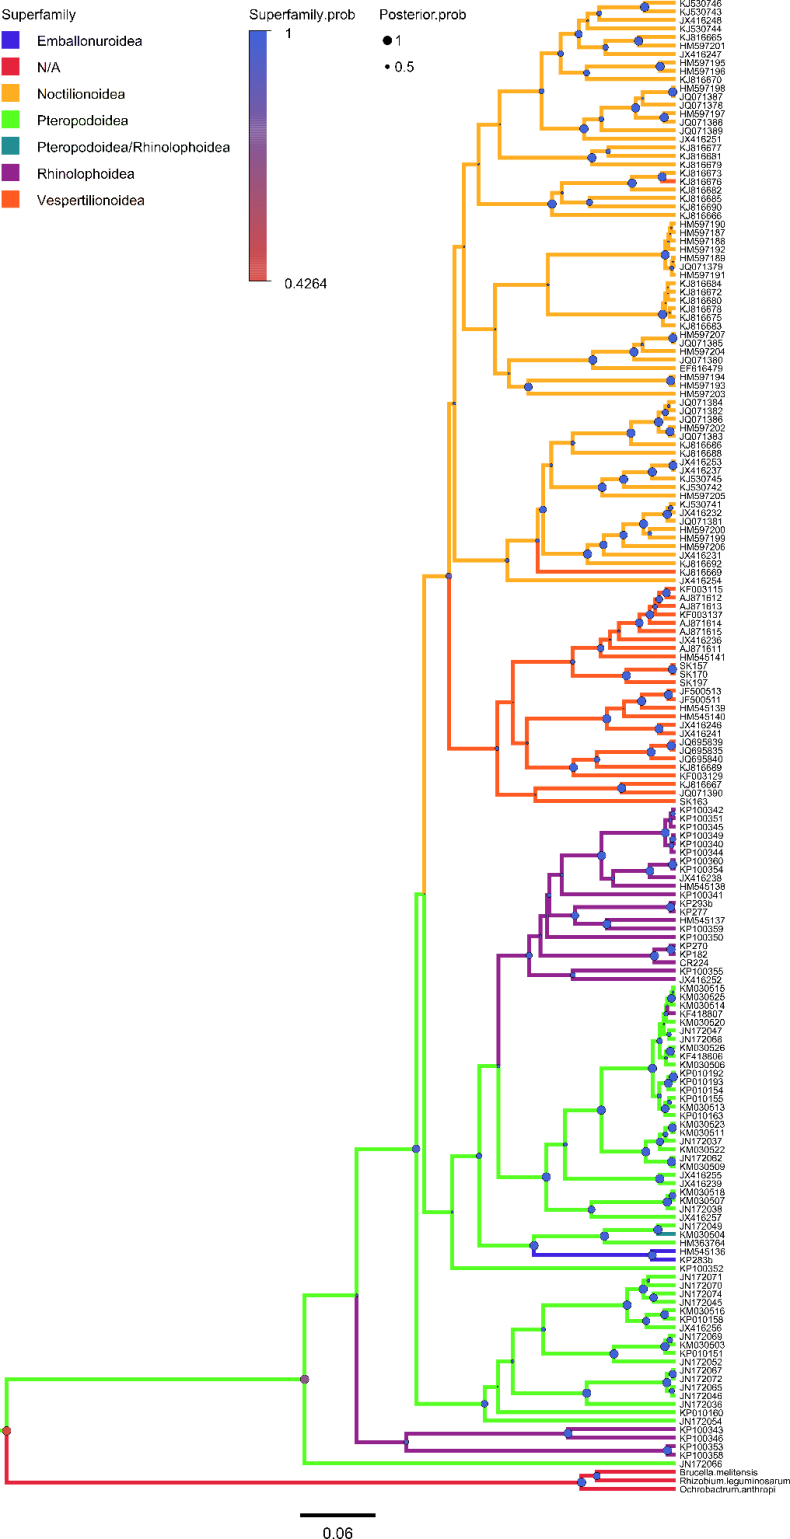 Superfamily
Emballonuroidea
N/A
Noctilionoidea
Pteropodoidea
Pteropodoidea/Rhinolophoidea
Rhinolophoidea
Vespertilionoidea
Superfamily.prob
1
0.4264
Posterior.prob
1
0.5
KJ530746
KJ530743
JX416248
KJ530744
KJ816665
HM597201
JX416247
HM597195
HM597196
KJ816670
HM597198
JQ071387
JQ071378
HM597197
JQ071388
JQ071389
JX416251
KJ816677
KJ816681
KJ816679
KJ816673
KJ816676
KJ816682
KJ816685
KJ816690
KJ816666
HM597190
HM597187
HM597188
HM597192
HM597189
JQ071379
HM597191
KJ816684
KJ816672
KJ816680
KJ816678
KJ816675
KJ816683
HM597207
JQ071385
HM597204
JQ071380
EF616479
HM597194
HM597193
HM597203
JQ071384
JQ071382
JQ071386
HM597202
JQ071383
KJ816686
KJ816688
JX416253
JX416237
KJ530745
KJ530742
HM597205
KJ530741
JX416232
JQ071381
HM597200
HM597199
HM597206
JX416231
KJ816692
KJ816669
JX416254
KF003115
AJ871612
AJ871613
KF003137
AJ871614
AJ871615
JX416236
AJ871611
HM545141
SK157
SK170
SK197
JF500513
JF500511
HM545139
HM545140
JX416246
JX416241
JQ695839
JQ695835
JQ695840
KJ816689
KF003129
KJ816667
JQ071390
SK163
KP100342
KP100351
KP100345
KP100349
KP100340
KP100344
KP100360
KP100354
JX416238
HM545138
KP100341
KP293b
KP277
HM545137
KP100359
KP100350
KP270
KP182
CR224
KP100355
JX416252
KM030515
KM030525
KM030514
KF418807
KM030520
JN172047
JN172068
KM030526
KF418806
KM030506
KP010192
KP010193
KP010154
KP010155
KM030513
KP010163
KM030523
KM030511
JN172037
KM030522
JN172062
KM030509
JX416255
JX416239
KM030518
KM030507
JN172038
JX416257
JN172049
KM030504
HM363764
HM545136
KP283b
KP100352
JN172071
JN172070
JN172074
JN172045
KM030516
KP010158
JX416256
JN172069
KM030503
KP010151
JN172052
JN172067
JN172072
JN172065
JN172046
JN172036
KP010160
JN172054
KP100343
KP100346
KP100353
KP100358
JN172066
Brucella.melitensis
Rhizobium.leguminosarum
Ochrobactrum.anthropi
0.06